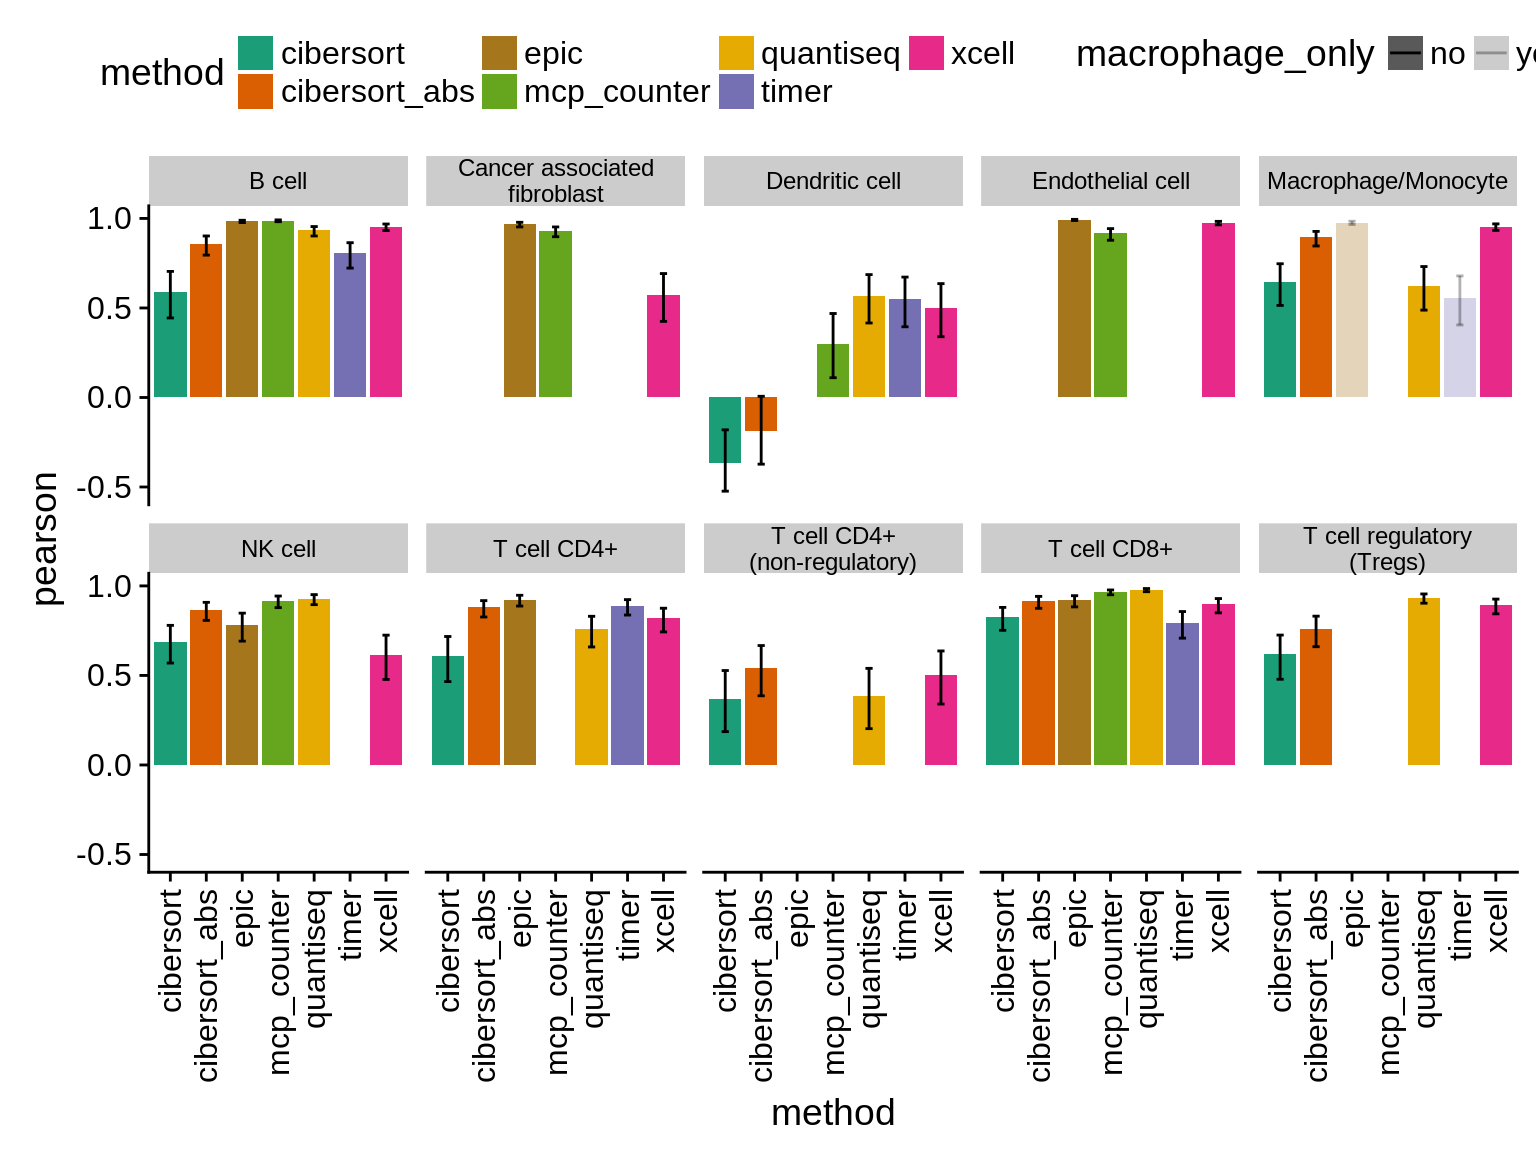 method cibersort epic quantiseq xcell macrophage_only no
cibersort_abs mcp_counter timer
B cell
Cancer associated
fibroblast
Dendritic cell
Endothelial cell
Macrophage/Monocyte
1.0
0.5
0.0
-0.5
pearson
NK cell
T cell CD4+
T cell CD4+
(non-regulatory)
T cell CD8+
T cell regulatory
(Tregs)
1.0
0.5
0.0
-0.5
cibersort
cibersort_abs
epic
mcp_counter
quantiseq
timer
xcell
cibersort
cibersort_abs
epic
mcp_counter
quantiseq
timer
xcell
cibersort
cibersort_abs
epic
mcp_counter
quantiseq
timer
xcell
cibersort
cibersort_abs
epic
mcp_counter
quantiseq
timer
xcell
cibersort
cibersort_abs
epic
mcp_counter
quantiseq
timer
xcell
method